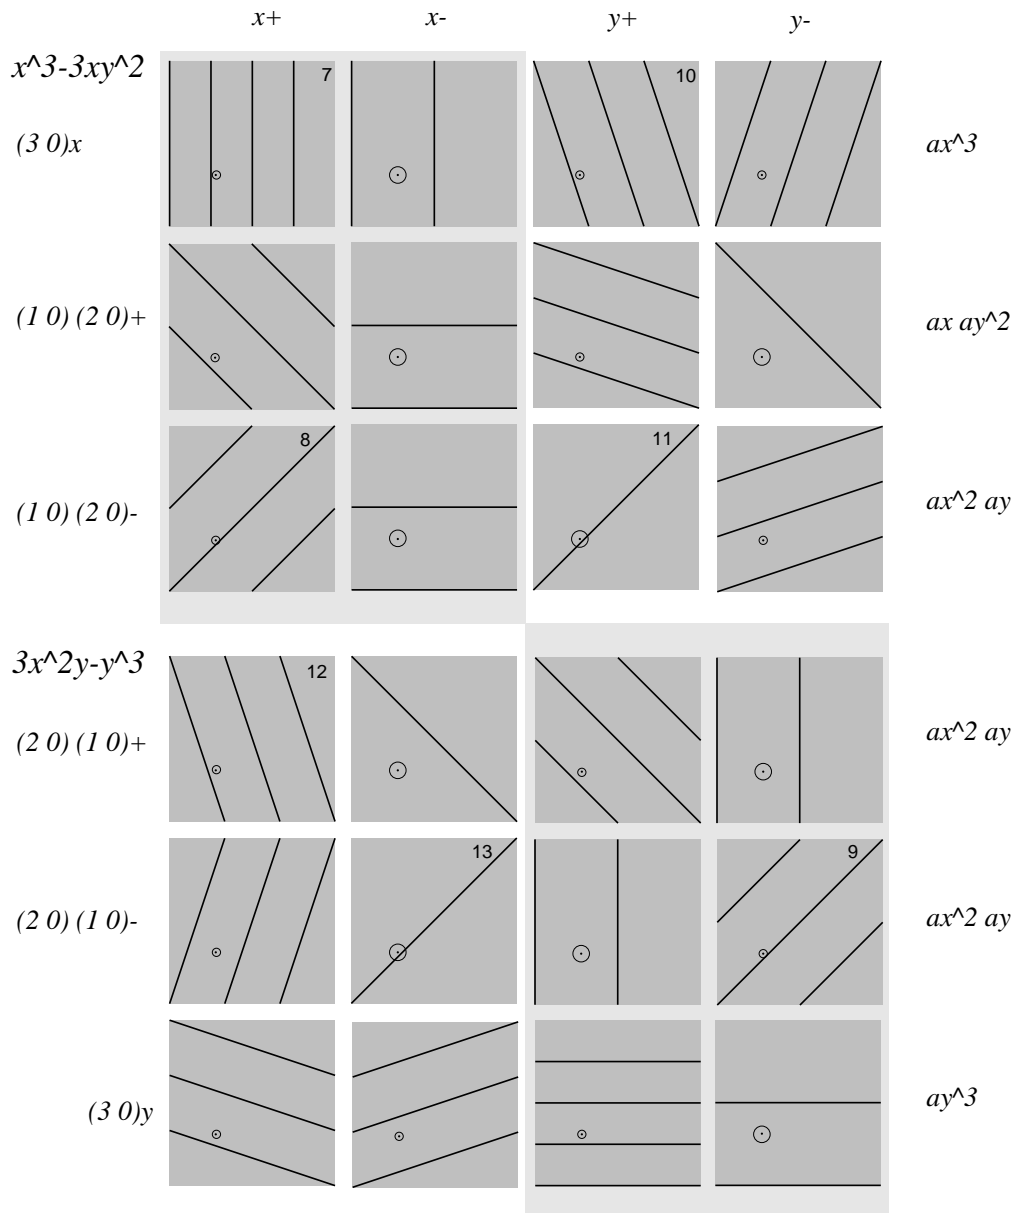 x+ x- y+ y-
x^3-3xy^2
7 10
(3 0)x ax^3
(1 0) (2 0)+ ax ay^2
8 11
(1 0) (2 0)- ax^2 ay
3x^2y-y^3
12
(2 0) (1 0)+ ax^2 ay
13 9
(2 0) (1 0)- ax^2 ay
(3 0)y ay^3